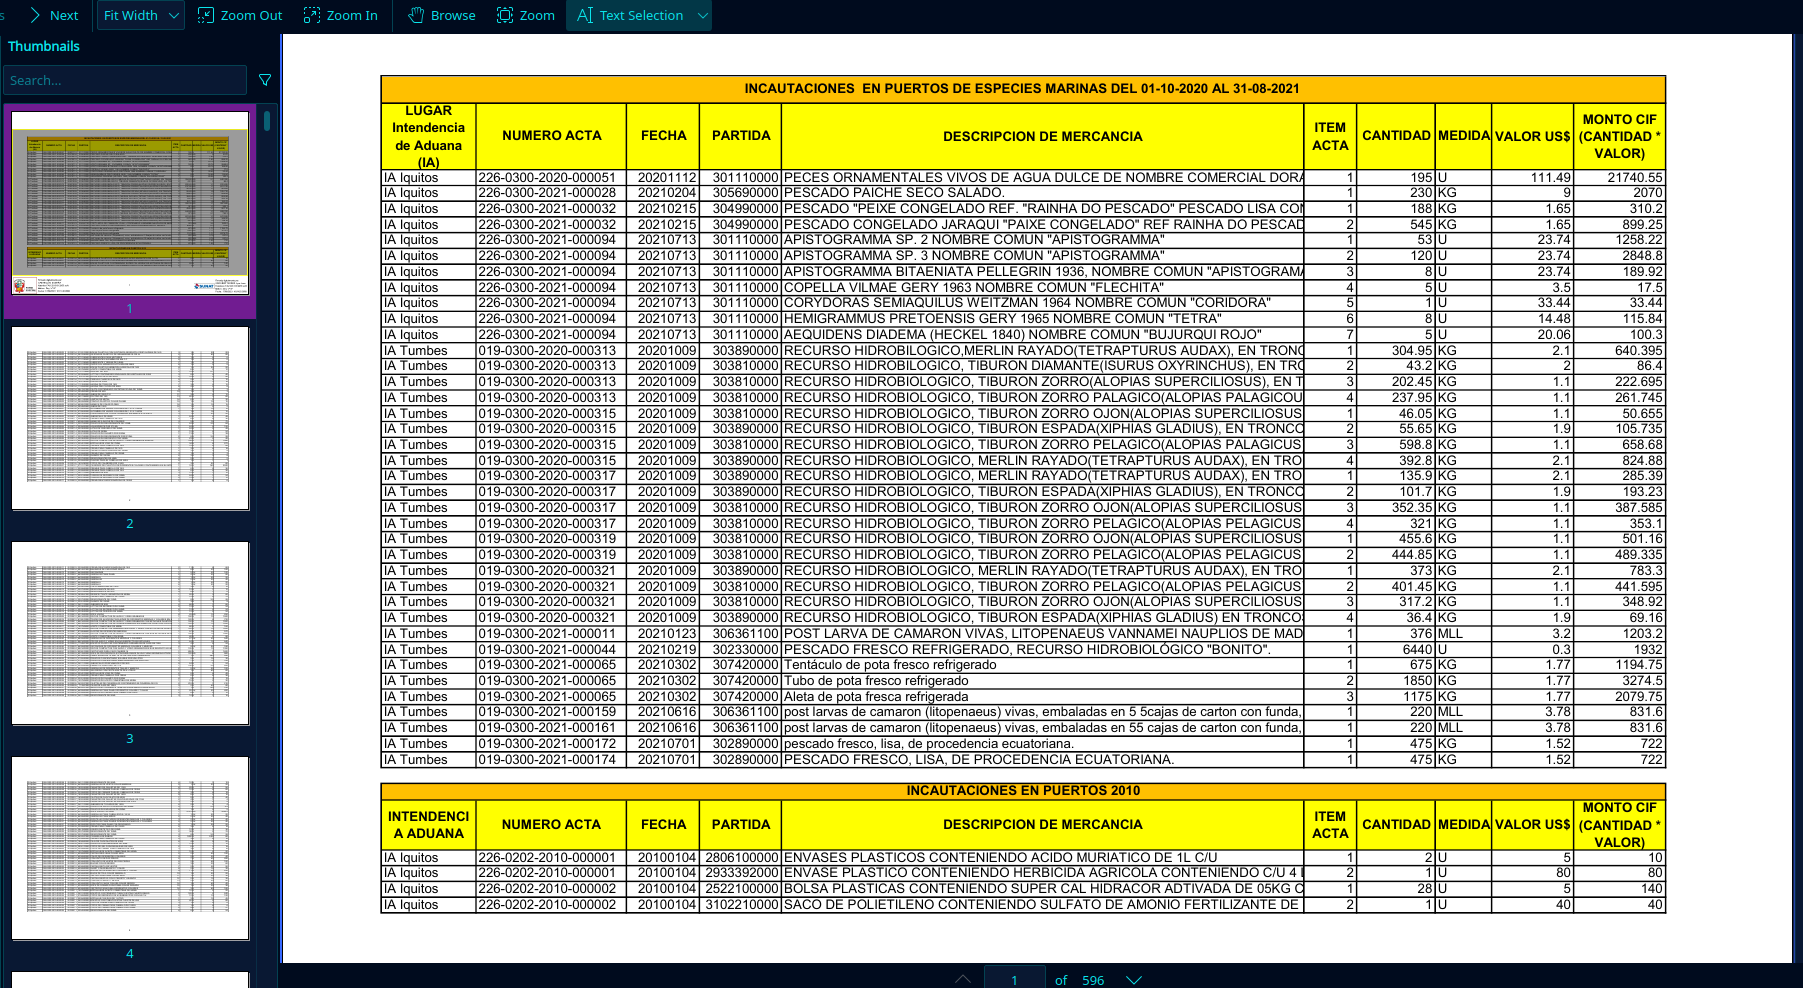 s Next Fit Width Zoom Out Zoom In Browse Zoom Text Selection
Thumbnails
Search...
1
2
3
4
INCAUTACIONES EN PUERTOS DE ESPECIES MARINAS DEL 01-10-2020 AL 31-08-2021
LUGAR Intendencia de Aduana (IA) NUMERO ACTA FECHA PARTIDA DESCRIPCION DE MERCANCIA ITEM ACTA CANTIDAD MEDIDA VALOR US$ MONTO CIF (CANTIDAD * VALOR)
IA Iquitos 226-0300-2020-000051 20201112 301110000 PECES ORNAMENTALES VIVOS DE AGUA DULCE DE NOMBRE COMERCIAL DORA 1 195 U 111.49 21740.55
IA Iquitos 226-0300-2021-000028 20210204 305690000 PESCADO PAICHE SECO SALADO. 1 230 KG 9 2070
IA Iquitos 226-0300-2021-000032 20210215 304990000 PESCADO "PEIXE CONGELADO REF. "RAINHA DO PESCADO" PESCADO LISA CON 1 188 KG 1.65 310.2
IA Iquitos 226-0300-2021-000032 20210215 304990000 PESCADO CONGELADO JARAQUI "PAIXE CONGELADO" REF RAINHA DO PESCAD 2 545 KG 1.65 899.25
IA Iquitos 226-0300-2021-000094 20210713 301110000 APISTOGRAMMA SP. 2 NOMBRE COMUN "APISTOGRAMMA" 1 53 U 23.74 1258.22
IA Iquitos 226-0300-2021-000094 20210713 301110000 APISTOGRAMMA SP. 3 NOMBRE COMUN "APISTOGRAMMA" 2 120 U 23.74 2848.8
IA Iquitos 226-0300-2021-000094 20210713 301110000 APISTOGRAMMA BITAENIATA PELLEGRIN 1936, NOMBRE COMUN "APISTOGRAMA 3 8 U 23.74 189.92
IA Iquitos 226-0300-2021-000094 20210713 301110000 COPELLA VILMAE GERY 1963 NOMBRE COMUN "FLECHITA" 4 5 U 3.5 17.5
IA Iquitos 226-0300-2021-000094 20210713 301110000 CORYDORAS SEMIAQUILUS WEITZMAN 1964 NOMBRE COMUN "CORIDORA" 5 1 U 33.44 33.44
IA Iquitos 226-0300-2021-000094 20210713 301110000 HEMIGRAMMUS PRETOENSIS GERY 1965 NOMBRE COMUN "TETRA" 6 8 U 14.48 115.84
IA Iquitos 226-0300-2021-000094 20210713 301110000 AEQUIDENS DIADEMA (HECKEL 1840) NOMBRE COMUN "BUJURQUI ROJO" 7 5 U 20.06 100.3
IA Tumbes 019-0300-2020-000313 20201009 303890000 RECURSO HIDROBILOGICO,MERLIN RAYADO(TETRAPTURUS AUDAX), EN TRONC 1 304.95 KG 2.1 640.395
IA Tumbes 019-0300-2020-000313 20201009 303810000 RECURSO HIDROBILOGICO, TIBURON DIAMANTE(ISURUS OXYRINCHUS), EN TRO 2 43.2 KG 2 86.4
IA Tumbes 019-0300-2020-000313 20201009 303810000 RECURSO HIDROBIOLOGICO, TIBURON ZORRO(ALOPIAS SUPERCILIOSUS), EN T 3 202.45 KG 1.1 222.695
IA Tumbes 019-0300-2020-000313 20201009 303810000 RECURSO HIDROBIOLOGICO, TIBURON ZORRO PALAGICO(ALOPIAS PALAGICOU 4 237.95 KG 1.1 261.745
IA Tumbes 019-0300-2020-000315 20201009 303810000 RECURSO HIDROBIOLOGICO, TIBURON ZORRO OJON(ALOPIAS SUPERCILIOSUS 1 46.05 KG 1.1 50.655
IA Tumbes 019-0300-2020-000315 20201009 303890000 RECURSO HIDROBIOLOGICO, TIBURON ESPADA(XIPHIAS GLADIUS), EN TRONCO 2 55.65 KG 1.9 105.735
IA Tumbes 019-0300-2020-000315 20201009 303810000 RECURSO HIDROBIOLOGICO, TIBURON ZORRO PELAGICO(ALOPIAS PALAGICUS 3 598.8 KG 1.1 658.68
IA Tumbes 019-0300-2020-000315 20201009 303890000 RECURSO HIDROBIOLOGICO, MERLIN RAYADO(TETRAPTURUS AUDAX), EN TRO 4 392.8 KG 2.1 824.88
IA Tumbes 019-0300-2020-000317 20201009 303890000 RECURSO HIDROBIOLOGICO, MERLIN RAYADO(TETRAPTURUS AUDAX), EN TRO 1 135.9 KG 2.1 285.39
IA Tumbes 019-0300-2020-000317 20201009 303890000 RECURSO HIDROBIOLOGICO, TIBURON ESPADA(XIPHIAS GLADIUS), EN TRONCO 2 101.7 KG 1.9 193.23
IA Tumbes 019-0300-2020-000317 20201009 303810000 RECURSO HIDROBIOLOGICO, TIBURON ZORRO OJON(ALOPIAS SUPERCILIOSUS 3 352.35 KG 1.1 387.585
IA Tumbes 019-0300-2020-000317 20201009 303810000 RECURSO HIDROBIOLOGICO, TIBURON ZORRO PELAGICO(ALOPIAS PELAGICUS 4 321 KG 1.1 353.1
IA Tumbes 019-0300-2020-000319 20201009 303810000 RECURSO HIDROBIOLOGICO, TIBURON ZORRO OJON(ALOPIAS SUPERCILIOSUS 1 455.6 KG 1.1 501.16
IA Tumbes 019-0300-2020-000319 20201009 303810000 RECURSO HIDROBIOLOGICO, TIBURON ZORRO PELAGICO(ALOPIAS PELAGICUS 2 444.85 KG 1.1 489.335
IA Tumbes 019-0300-2020-000321 20201009 303890000 RECURSO HIDROBIOLOGICO, MERLIN RAYADO(TETRAPTURUS AUDAX), EN TRO 1 373 KG 2.1 783.3
IA Tumbes 019-0300-2020-000321 20201009 303810000 RECURSO HIDROBIOLOGICO, TIBURON ZORRO PELAGICO(ALOPIAS PELAGICUS 2 401.45 KG 1.1 441.595
IA Tumbes 019-0300-2020-000321 20201009 303810000 RECURSO HIDROBIOLOGICO, TIBURON ZORRO OJON(ALOPIAS SUPERCILIOSUS 3 317.2 KG 1.1 348.92
IA Tumbes 019-0300-2020-000321 20201009 303890000 RECURSO HIDROBIOLOGICO, TIBURON ESPADA(XIPHIAS GLADIUS) EN TRONCO 4 36.4 KG 1.9 69.16
IA Tumbes 019-0300-2021-000011 20210123 306361100 POST LARVA DE CAMARON VIVAS, LITOPENAEUS VANNAMEI NAUPLIOS DE MAD 1 376 MLL 3.2 1203.2
IA Tumbes 019-0300-2021-000044 20210219 302330000 PESCADO FRESCO REFRIGERADO, RECURSO HIDROBIOLÓGICO "BONITO". 1 6440 U 0.3 1932
IA Tumbes 019-0300-2021-000065 20210302 307420000 Tentáculo de pota fresco refrigerado 1 675 KG 1.77 1194.75
IA Tumbes 019-0300-2021-000065 20210302 307420000 Tubo de pota fresco refrigerado 2 1850 KG 1.77 3274.5
IA Tumbes 019-0300-2021-000065 20210302 307420000 Aleta de pota fresca refrigerada 3 1175 KG 1.77 2079.75
IA Tumbes 019-0300-2021-000159 20210616 306361100 post larvas de camaron (litopenaeus) vivas, embaladas en 5 5cajas de carton con funda, 1 220 MLL 3.78 831.6
IA Tumbes 019-0300-2021-000161 20210616 306361100 post larvas de camaron (litopenaeus) vivas, embaladas en 55 cajas de carton con funda, 1 220 MLL 3.78 831.6
IA Tumbes 019-0300-2021-000172 20210701 302890000 pescado fresco, lisa, de procedencia ecuatoriana. 1 475 KG 1.52 722
IA Tumbes 019-0300-2021-000174 20210701 302890000 PESCADO FRESCO, LISA, DE PROCEDENCIA ECUATORIANA. 1 475 KG 1.52 722
INCAUTACIONES EN PUERTOS 2010
INTENDENCIA ADUANA NUMERO ACTA FECHA PARTIDA DESCRIPCION DE MERCANCIA ITEM ACTA CANTIDAD MEDIDA VALOR US$ MONTO CIF (CANTIDAD * VALOR)
IA Iquitos 226-0202-2010-000001 20100104 2806100000 ENVASES PLASTICOS CONTENIENDO ACIDO MURIATICO DE 1L C/U 1 2 U 5 10
IA Iquitos 226-0202-2010-000001 20100104 2933392000 ENVASE PLASTICO CONTENIENDO HERBICIDA AGRICOLA CONTENIENDO C/U 4 L 2 1 U 80 80
IA Iquitos 226-0202-2010-000002 20100104 2522100000 BOLSA PLASTICAS CONTENIENDO SUPER CAL HIDRACOR ADTIVADA DE 05KG C 1 28 U 5 140
IA Iquitos 226-0202-2010-000002 20100104 3102210000 SACO DE POLIETILENO CONTENIENDO SULFATO DE AMONIO FERTILIZANTE DE 2 1 U 40 40
1 of 596